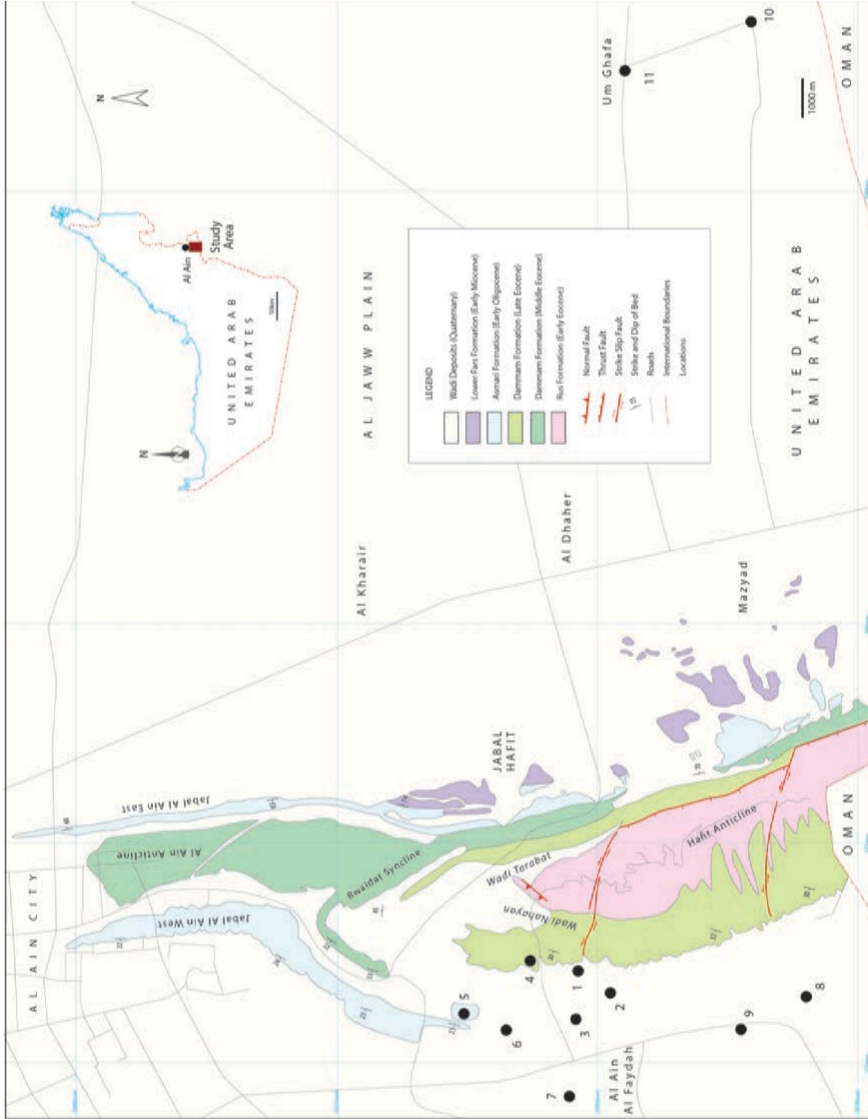 AL AIN CITY
Al Ain Anticline
Jabal Al Ain East
Jabal Al Ain West
Rwaidat Syncline
JABAL
HAFIT
Wadi Tarabat
Wadi Nahayan
Hafit Anticline
Al Ain
Al Faydah
1
2
3
4
5
6
7
8
9
10
11
Al Kharair
Al Dhaher
Mazyad
AL JAWW PLAIN
Um Ghafa
UNITED ARAB
EMIRATES
OMAN
OMAN
1000 m
N
N
UNITED ARAB
EMIRATES
Al Ain
Study
Area
50km
LEGEND
Wadi Deposits (Quaternary)
Lower Fars Formation (Early Miocene)
Asmari Formation (Early Oligocene)
Dammam Formation (Late Eocene)
Dammam Formation (Middle Eocene)
Rus Formation (Early Eocene)
Normal Fault
Thrust Fault
Strike Slip Fault
Strike and Dip of Bed
Roads
International Boundaries
Locations